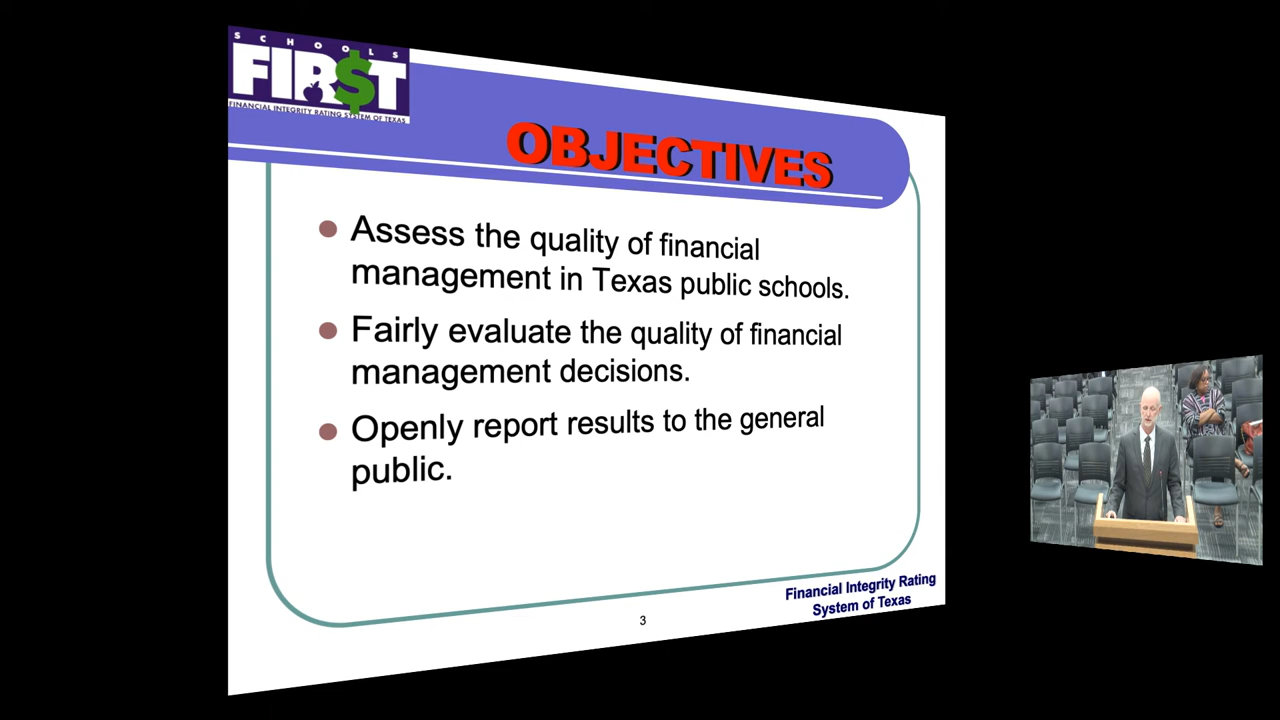 SCHOOLS
FIR$T
FINANCIAL INTEGRITY RATING SYSTEM OF TEXAS
OBJECTIVES
Assess the quality of financial
management in Texas public schools.
Fairly evaluate the quality of financial
management decisions.
Openly report results to the general
public.
Financial Integrity Rating
System of Texas
3